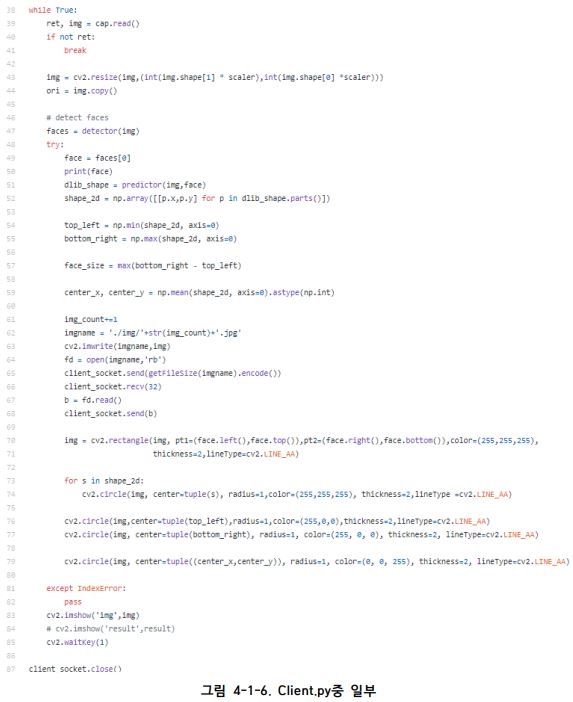 38 while True:
39     ret, img = cap.read()
40     if not ret:
41         break
42
43     img = cv2.resize(img,(int(img.shape[1] * scaler),int(img.shape[0] *scaler)))
44     ori = img.copy()
45
46     # detect faces
47     faces = detector(img)
48     try:
49         face = faces[0]
50         print(face)
51         dlib_shape = predictor(img,face)
52         shape_2d = np.array([[p.x,p.y] for p in dlib_shape.parts()])
53
54         top_left = np.min(shape_2d, axis=0)
55         bottom_right = np.max(shape_2d, axis=0)
56
57         face_size = max(bottom_right - top_left)
58
59         center_x, center_y = np.mean(shape_2d, axis=0).astype(np.int)
60
61         img_count+=1
62         imgname = './img/'+str(img_count)+'.jpg'
63         cv2.imwrite(imgname,img)
64         fd = open(imgname,'rb')
65         client_socket.send(getFileSize(imgname).encode())
66         client_socket.recv(32)
67         b = fd.read()
68         client_socket.send(b)
69
70         img = cv2.rectangle(img, pt1=(face.left(),face.top()),pt2=(face.right(),face.bottom()),color=(255,255,255),
71                             thickness=2,lineType=cv2.LINE_AA)
72
73         for s in shape_2d:
74             cv2.circle(img, center=tuple(s), radius=1,color=(255,255,255), thickness=2,lineType =cv2.LINE_AA)
75
76         cv2.circle(img,center=tuple(top_left),radius=1,color=(255,0,0),thickness=2,lineType=cv2.LINE_AA)
77         cv2.circle(img, center=tuple(bottom_right), radius=1, color=(255, 0, 0), thickness=2, lineType=cv2.LINE_AA)
78
79         cv2.circle(img, center=tuple((center_x,center_y)), radius=1, color=(0, 0, 255), thickness=2, lineType=cv2.LINE_AA)
80
81     except IndexError:
82         pass
83     cv2.imshow('img',img)
84     # cv2.imshow('result',result)
85     cv2.waitKey(1)
86
87 client_socket.close()
그림 4-1-6. Client.py중 일부